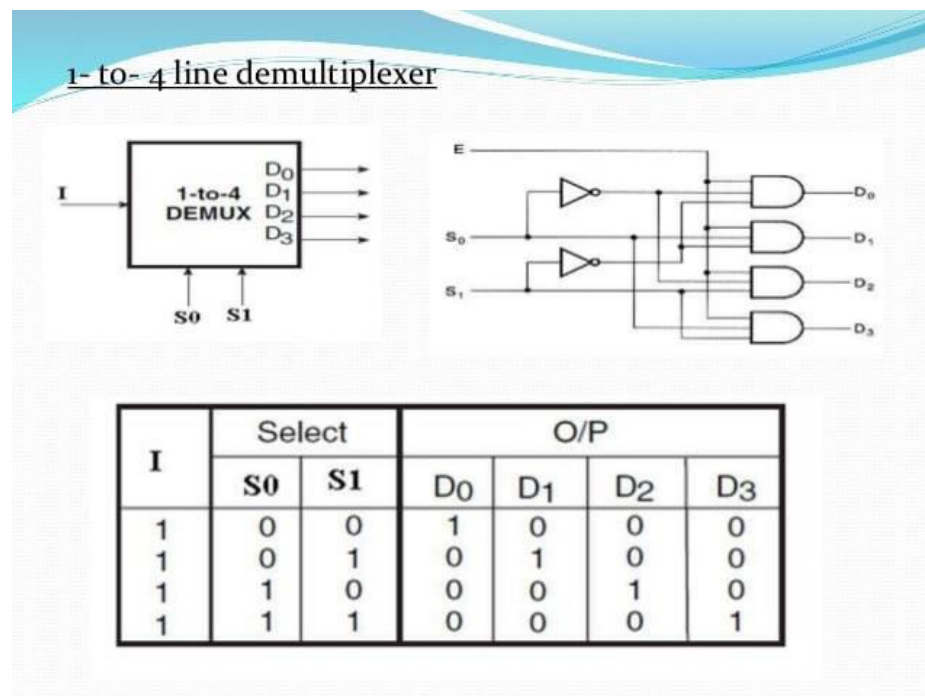 1- to- 4 line demultiplexer
I
1-to-4
DEMUX
D0
D1
D2
D3
S0 S1
E
S0
S1
D0
D1
D2
D3
I Select O/P
S0 S1 D0 D1 D2 D3
1 0 0 1 0 0 0
1 0 1 0 1 0 0
1 1 0 0 0 1 0
1 1 1 0 0 0 1